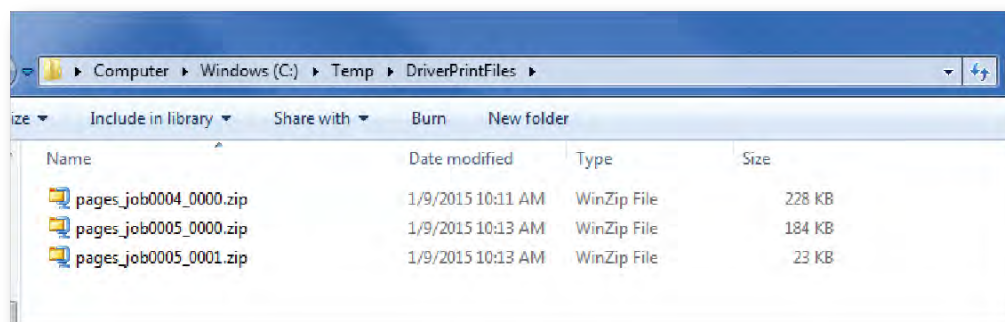 Computer Windows (C:) Temp DriverPrintFiles
ize Include in library Share with Burn New folder
Name Date modified Type Size
pages_job0004_0000.zip 1/9/2015 10:11 AM WinZip File 228 KB
pages_job0005_0000.zip 1/9/2015 10:13 AM WinZip File 184 KB
pages_job0005_0001.zip 1/9/2015 10:13 AM WinZip File 23 KB